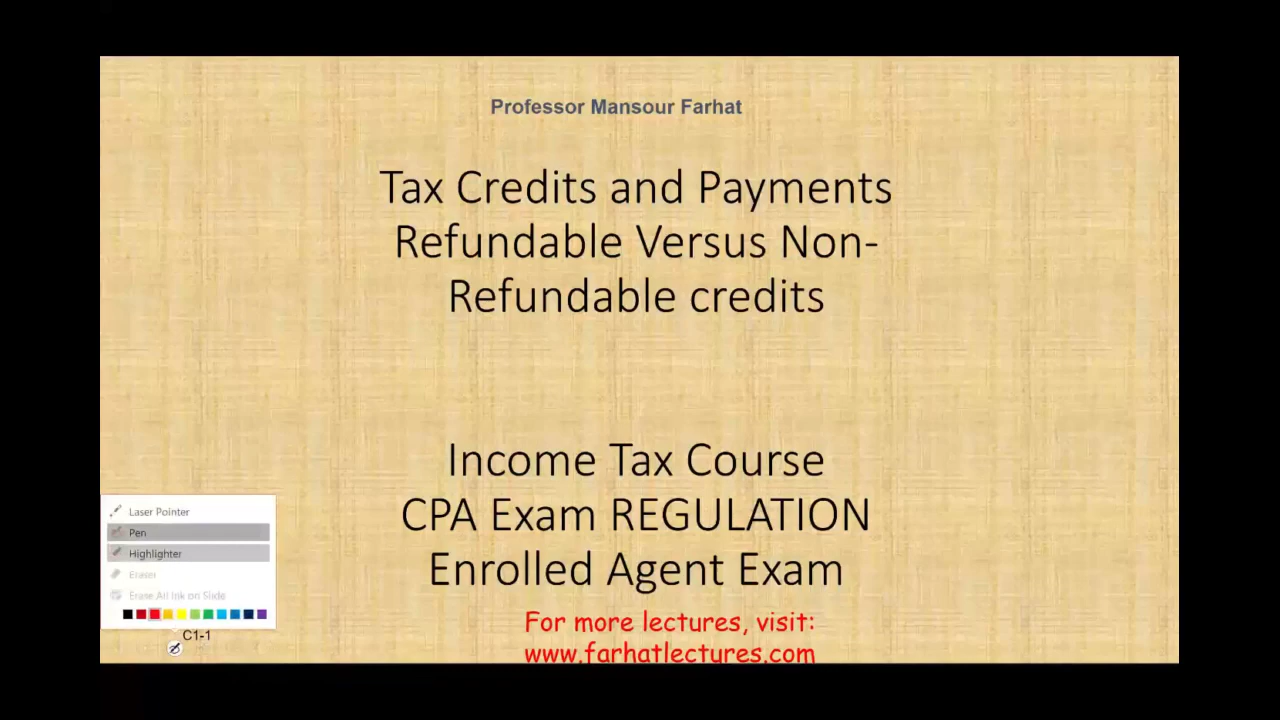 Professor Mansour Farhat
Tax Credits and Payments
Refundable Versus Non-
Refundable credits
Income Tax Course
CPA Exam REGULATION
Enrolled Agent Exam
For more lectures, visit:
www.farhatlectures.com
Laser Pointer
Pen
Highlighter
Eraser
Erase All Ink on Slide
C1-1